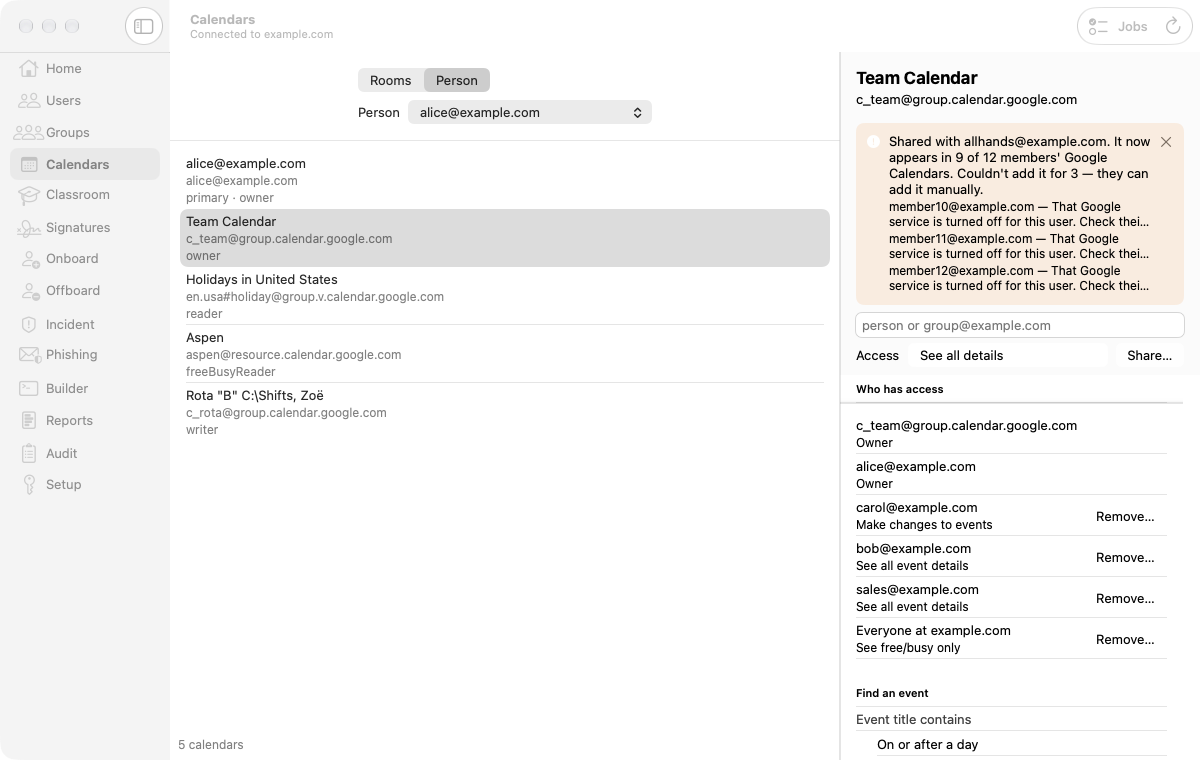 Calendars
Connected to example.com
Jobs
Home
Users
Groups
Calendars
Classroom
Signatures
Onboard
Offboard
Incident
Phishing
Builder
Reports
Audit
Setup
Rooms
Person
Person
alice@example.com
alice@example.com
alice@example.com
primary · owner
Team Calendar
c_team@group.calendar.google.com
owner
Holidays in United States
en.usa#holiday@group.v.calendar.google.com
reader
Aspen
aspen@resource.calendar.google.com
freeBusyReader
Rota "B" C:\Shifts, Zoë
c_rota@group.calendar.google.com
writer
5 calendars
Team Calendar
c_team@group.calendar.google.com
Shared with allhands@example.com. It now
appears in 9 of 12 members' Google
Calendars. Couldn't add it for 3 — they can
add it manually.
member10@example.com — That Google
service is turned off for this user. Check thei...
member11@example.com — That Google
service is turned off for this user. Check thei...
member12@example.com — That Google
service is turned off for this user. Check thei...
person or group@example.com
Access
See all details
Share...
Who has access
c_team@group.calendar.google.com
Owner
alice@example.com
Owner
carol@example.com
Make changes to events
Remove...
bob@example.com
See all event details
Remove...
sales@example.com
See all event details
Remove...
Everyone at example.com
See free/busy only
Remove...
Find an event
Event title contains
On or after a day